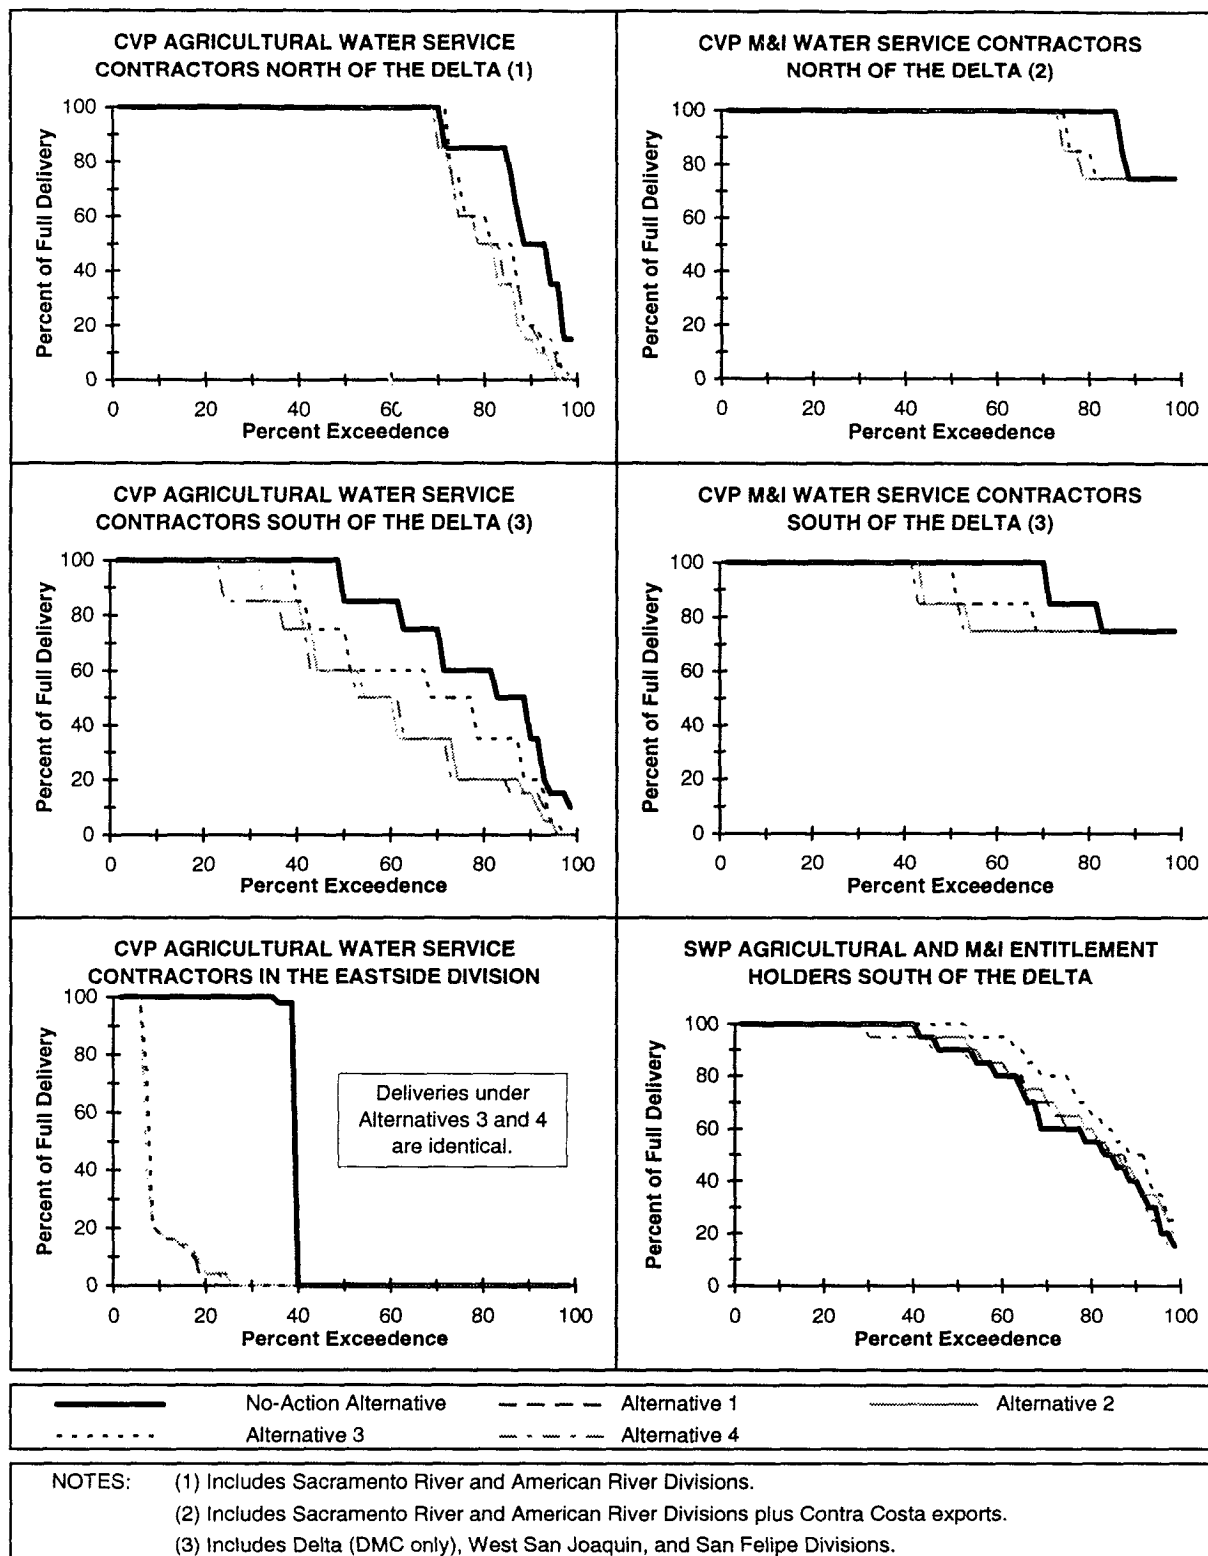 CVP AGRICULTURAL WATER SERVICE
CONTRACTORS NORTH OF THE DELTA (1)
Percent of Full Delivery
100
80
60
40
20
0
0 20 40 60 80 100
Percent Exceedence
CVP M&I WATER SERVICE CONTRACTORS
NORTH OF THE DELTA (2)
Percent of Full Delivery
100
80
60
40
20
0
0 20 40 60 80 100
Percent Exceedence
CVP AGRICULTURAL WATER SERVICE
CONTRACTORS SOUTH OF THE DELTA (3)
Percent of Full Delivery
100
80
60
40
20
0
0 20 40 60 80 100
Percent Exceedence
CVP M&I WATER SERVICE CONTRACTORS
SOUTH OF THE DELTA (3)
Percent of Full Delivery
100
80
60
40
20
0
0 20 40 60 80 100
Percent Exceedence
CVP AGRICULTURAL WATER SERVICE
CONTRACTORS IN THE EASTSIDE DIVISION
Percent of Full Delivery
100
80
60
40
20
0
Deliveries under
Alternatives 3 and 4
are identical.
0 20 40 60 80 100
Percent Exceedence
SWP AGRICULTURAL AND M&I ENTITLEMENT
HOLDERS SOUTH OF THE DELTA
Percent of Full Delivery
100
80
60
40
20
0
0 20 40 60 80 100
Percent Exceedence
No-Action Alternative Alternative 1 Alternative 2
Alternative 3 Alternative 4
NOTES: (1) Includes Sacramento River and American River Divisions.
(2) Includes Sacramento River and American River Divisions plus Contra Costa exports.
(3) Includes Delta (DMC only), West San Joaquin, and San Felipe Divisions.